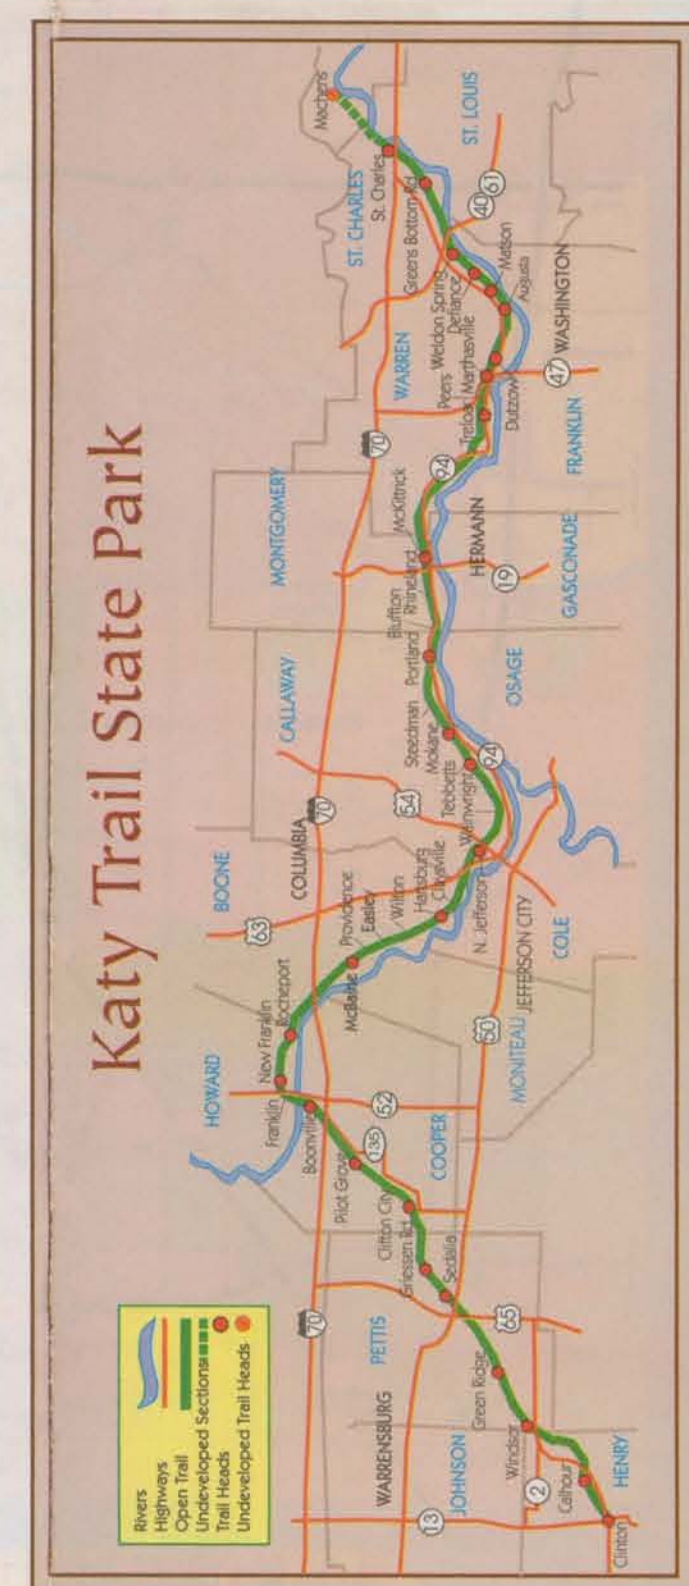 Katy Trail State Park
Rivers
Highways
Open Trail
Undeveloped Sections
Trail Heads
Undeveloped Trail Heads
HOWARD
BOONE
CALLAWAY
MONTGOMERY
WARREN
ST. CHARLES
ST. LOUIS
FRANKLIN
GASCONADE
OSAGE
COLE
MONITEAU
COOPER
PETTIS
JOHNSON
HENRY
WARRENSBURG
COLUMBIA
JEFFERSON CITY
HERMANN
WASHINGTON
Clinton
Calhoun
Windsor
Green Ridge
Sedalia
Griessen Rd.
Clifton City
Pilot Grove
Boonville
Franklin
New Franklin
Rocheport
McBaine
Providence
Easley
Wilton
Hartsburg
Claysville
N. Jefferson
Wainwright
Tebbetts
Mokane
Steedman
Portland
Bluffton
Rhineland
McKittrick
Treloar
Peers
Marthasville
Dutzow
Augusta
Matson
Defiance
Weldon Spring
Greens Bottom Rd.
St. Charles
Machens
13
2
70
65
135
52
50
63
70
54
94
19
94
70
47
40
61